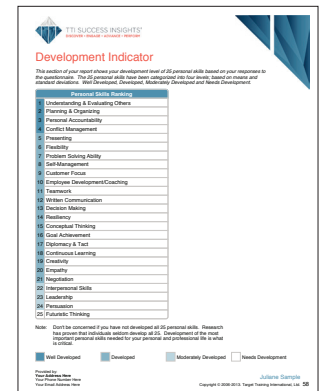 TTI SUCCESS INSIGHTS®
DISCOVER • ENGAGE • ADVANCE • PERFORM
Development Indicator
This section of your report shows your development level of 25 personal skills based on your responses to
the questionnaire. The 25 personal skills have been categorized into four levels; based on means and
standard deviations. Well Developed, Developed, Moderately Developed and Needs Development.
Personal Skills Ranking
1 Understanding & Evaluating Others
2 Planning & Organizing
3 Personal Accountability
4 Conflict Management
5 Presenting
6 Flexibility
7 Problem Solving Ability
8 Self-Management
9 Customer Focus
10 Employee Development/Coaching
11 Teamwork
12 Written Communication
13 Decision Making
14 Resiliency
15 Conceptual Thinking
16 Goal Achievement
17 Diplomacy & Tact
18 Continuous Learning
19 Creativity
20 Empathy
21 Negotiation
22 Interpersonal Skills
23 Leadership
24 Persuasion
25 Futuristic Thinking
Note: Don't be concerned if you have not developed all 25 personal skills. Research
has proven that individuals seldom develop all 25. Development of the most
important personal skills needed for your personal and professional life is what
is critical.
Well Developed Developed Moderately Developed Needs Development
Provided by:
Your Address Here
Your Phone Number Here
Your Email Address Here
Juliane Sample
Copyright © 2006-2013. Target Training International, Ltd. 58